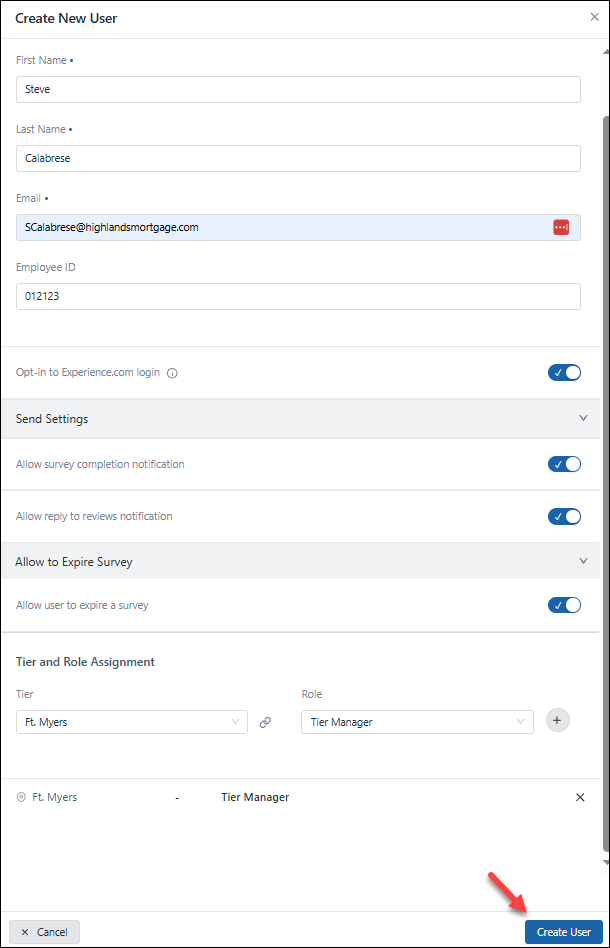 Create New User
First Name •
Steve
Last Name •
Calabrese
Email •
SCalabrese@highlandsmortgage.com
Employee ID
012123
Opt-in to Experience.com login
Send Settings
Allow survey completion notification
Allow reply to reviews notification
Allow to Expire Survey
Allow user to expire a survey
Tier and Role Assignment
Tier Role
Ft. Myers Tier Manager
Ft. Myers - Tier Manager
Cancel Create User